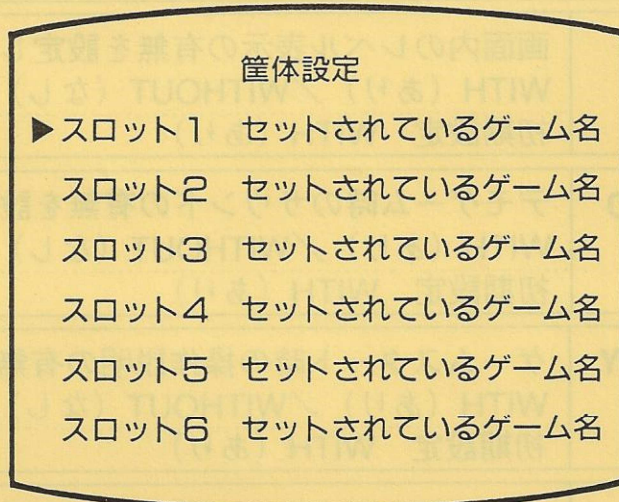 筐体設定
▶スロット1 セットされているゲーム名
スロット2 セットされているゲーム名
スロット3 セットされているゲーム名
スロット4 セットされているゲーム名
スロット5 セットされているゲーム名
スロット6 セットされているゲーム名